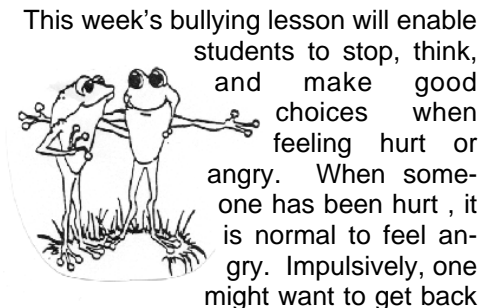 This week's bullying lesson will enable
students to stop, think,
and make good
choices when
feeling hurt or
angry. When some-
one has been hurt , it
is normal to feel an-
gry. Impulsively, one
might want to get back